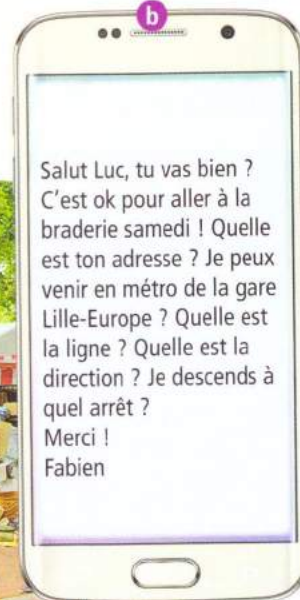 b
Salut Luc, tu vas bien ?
C'est ok pour aller à la
braderie samedi ! Quelle
est ton adresse ? Je peux
venir en métro de la gare
Lille-Europe ? Quelle est
la ligne ? Quelle est la
direction ? Je descends à
quel arrêt ?
Merci !
Fabien